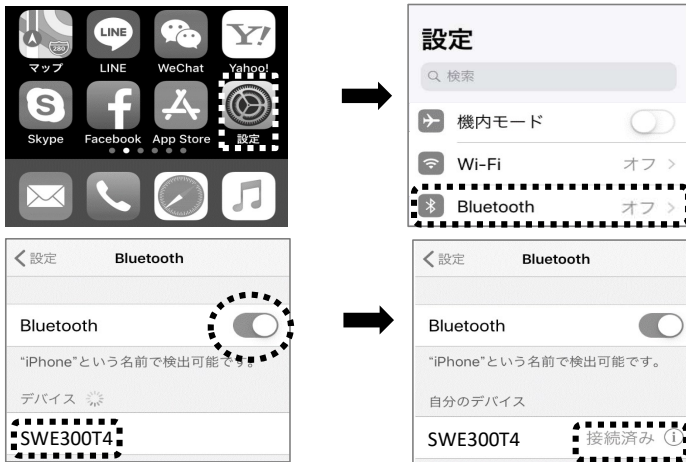 280
マップ LINE WeChat Yahoo!
LINE
Y!
S f
Skype Facebook App Store 設定
設定
検索
機内モード
Wi-Fi オフ >
Bluetooth オフ >
設定 Bluetooth
Bluetooth
“iPhone”という名前で検出可能です。
デバイス
SWE300T4
設定 Bluetooth
Bluetooth
“iPhone”という名前で検出可能です。
自分のデバイス
SWE300T4 接続済み i